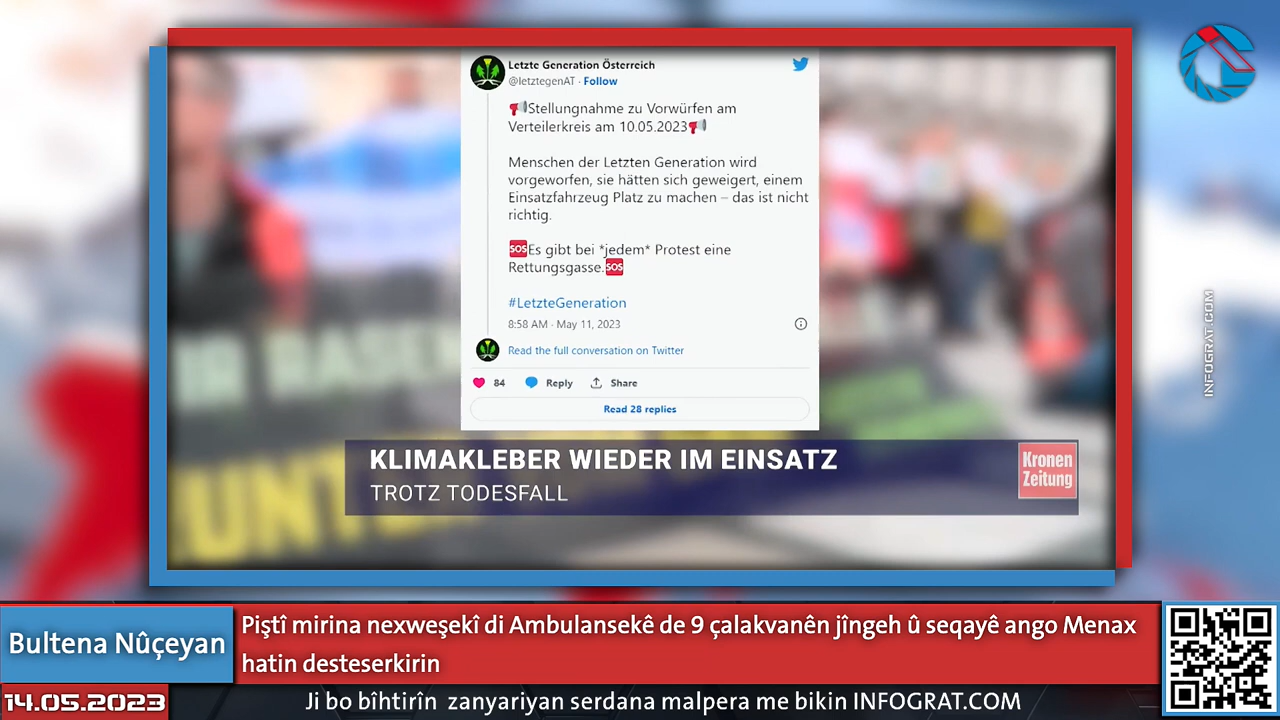 Letzte Generation Österreich
@letztegenAT · Follow
📢Stellungnahme zu Vorwürfen am
Verteilerkreis am 10.05.2023📢
Menschen der Letzten Generation wird
vorgeworfen, sie hätten sich geweigert, einem
Einsatzfahrzeug Platz zu machen – das ist nicht
richtig.
🆘Es gibt bei *jedem* Protest eine
Rettungsgasse.🆘
#LetzteGeneration
8:58 AM · May 11, 2023
Read the full conversation on Twitter
84 Reply Share
Read 28 replies
INFOGRAT.COM
KLIMAKLEBER WIEDER IM EINSATZ
TROTZ TODESFALL
Kronen
Zeitung
Bultena Nûçeyan
Piştî mirina nexweşekî di Ambulansekê de 9 çalakvanên jîngeh û seqayê ango Menax
hatin desteserkirin
14.05.2023
Ji bo bîhtirîn zanyariyan serdana malpera me bikin INFOGRAT.COM